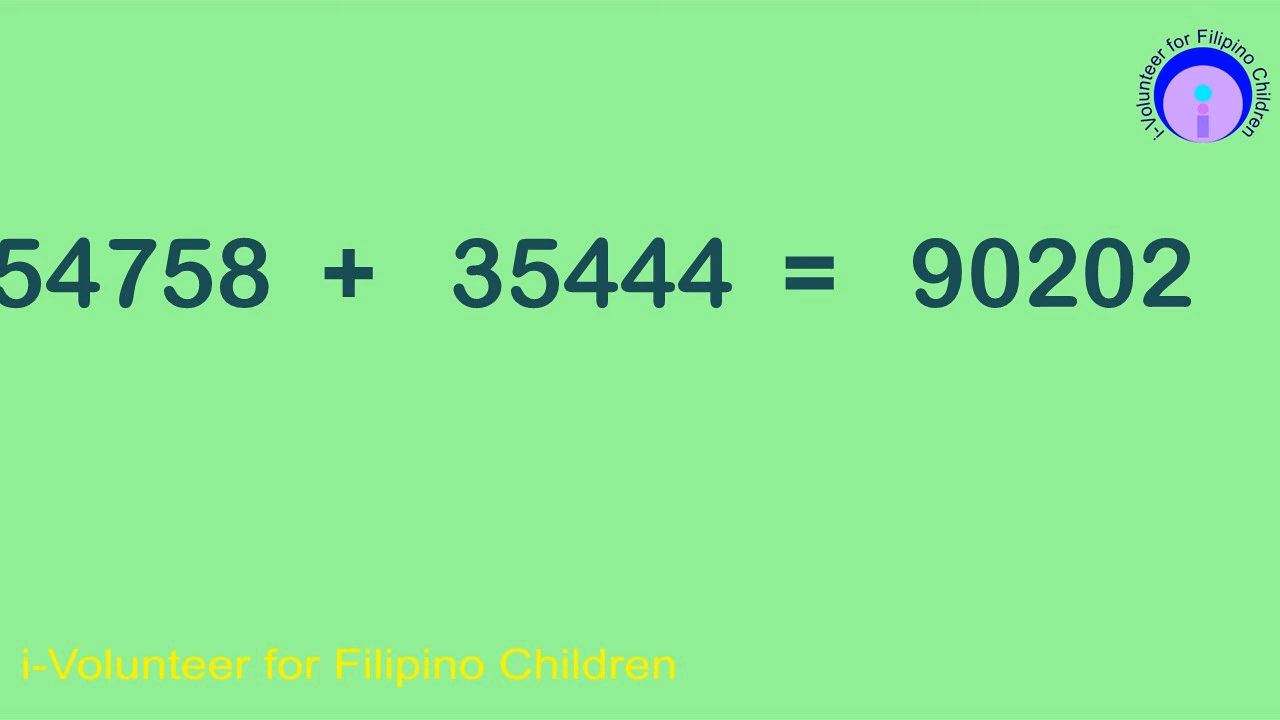 i-Volunteer for Filipino Children
i
54758 + 35444 = 90202
i-Volunteer for Filipino Children